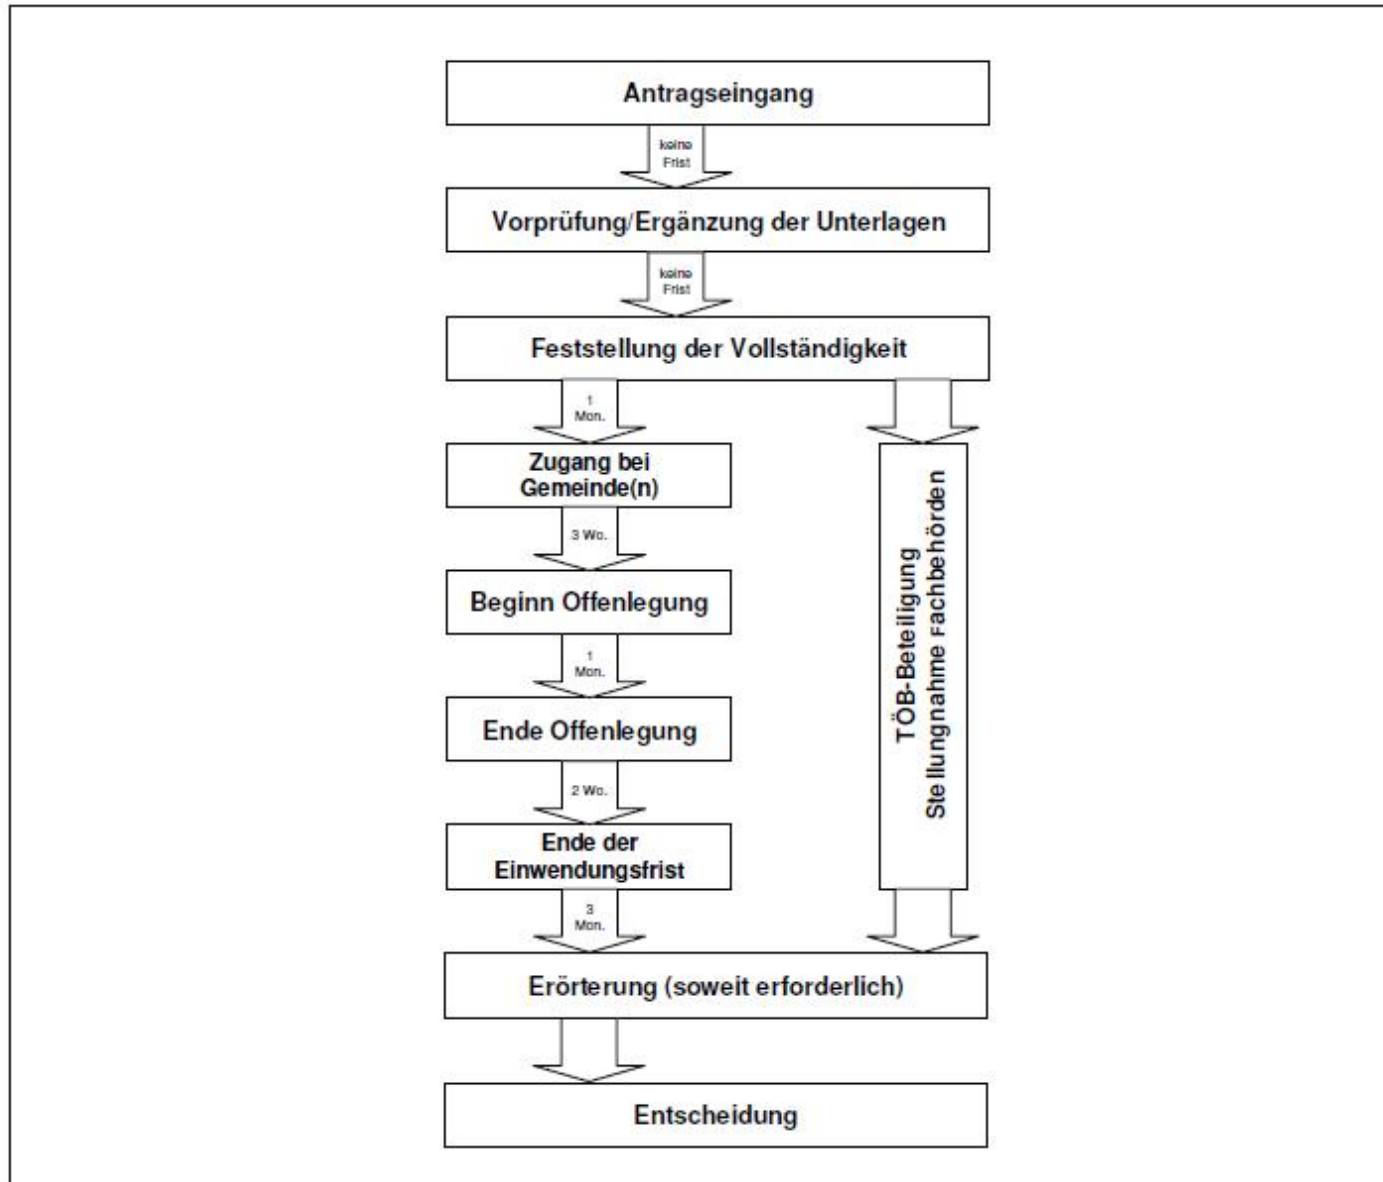 Antragseingang
keine
Frist
Vorprüfung/Ergänzung der Unterlagen
keine
Frist
Feststellung der Vollständigkeit
1
Mon.
Zugang bei
Gemeinde(n)
3 Wo.
Beginn Offenlegung
1
Mon.
Ende Offenlegung
2 Wo.
Ende der
Einwendungsfrist
3
Mon.
TÖB-Beteiligung
Stellungnahme Fachbehörden
Erörterung (soweit erforderlich)
Entscheidung